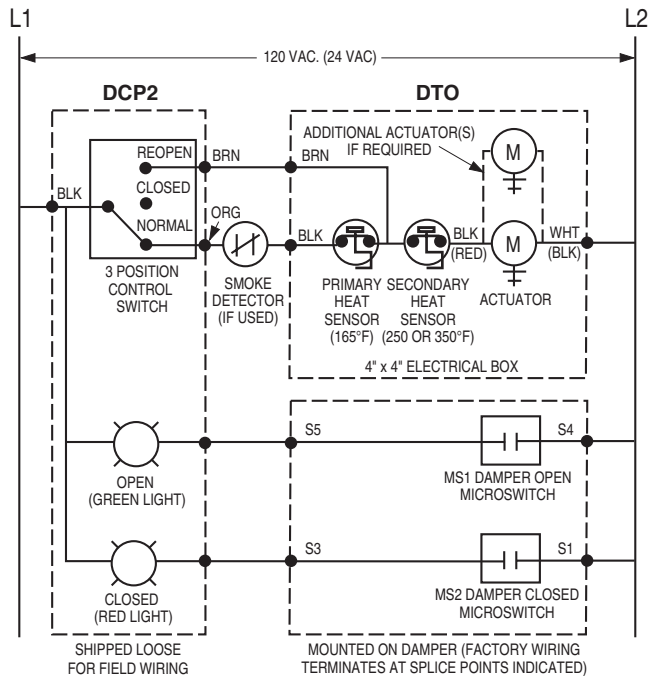 L1
L2
120 VAC. (24 VAC)
DCP2
DTO
REOPEN
BRN
BRN
ADDITIONAL ACTUATOR(S)
IF REQUIRED
M
CLOSED
BLK
NORMAL
ORG
BLK
BLK
(RED)
M
WHT
(BLK)
3 POSITION
CONTROL
SWITCH
SMOKE
DETECTOR
(IF USED)
PRIMARY
HEAT
SENSOR
(165°F)
SECONDARY
HEAT
SENSOR
(250 OR 350°F)
ACTUATOR
4" x 4" ELECTRICAL BOX
S5
S4
OPEN
(GREEN LIGHT)
MS1 DAMPER OPEN
MICROSWITCH
S3
S1
CLOSED
(RED LIGHT)
MS2 DAMPER CLOSED
MICROSWITCH
SHIPPED LOOSE
FOR FIELD WIRING
MOUNTED ON DAMPER (FACTORY WIRING
TERMINATES AT SPLICE POINTS INDICATED)